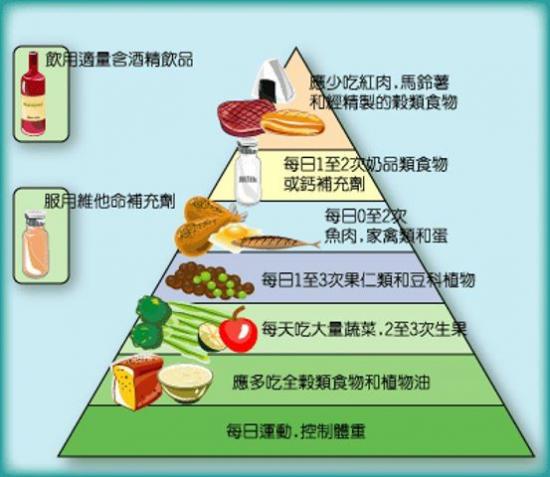 飲用適量含酒精飲品
應少吃紅肉.馬鈴薯
和經精製的穀類食物
每日1至2次奶品類食物
或鈣補充劑
服用維他命補充劑
每日0至2次
魚肉,家禽類和蛋
每日1至3次果仁類和豆科植物
每天吃大量蔬菜.2至3次生果
應多吃全穀類食物和植物油
每日運動.控制體重